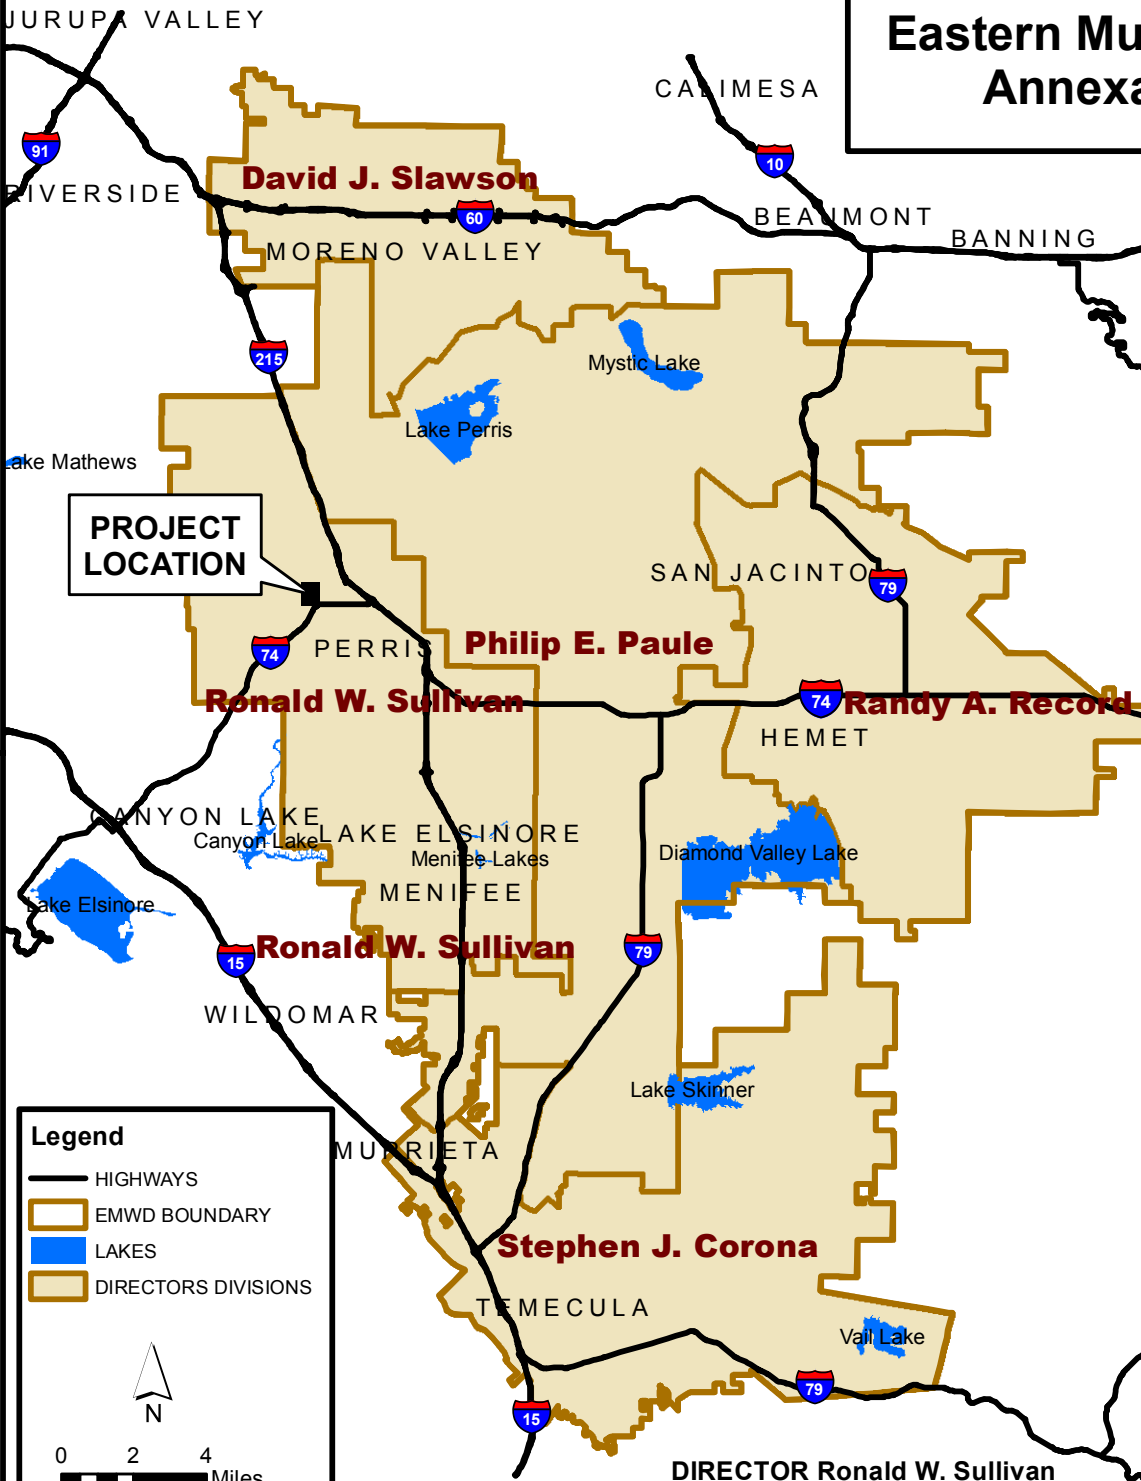 JURUPA VALLEY
Eastern Mu
Annexa
CALIMESA
91
10
RIVERSIDE
David J. Slawson
60
BEAUMONT
BANNING
MORENO VALLEY
215
Mystic Lake
Lake Perris
Lake Mathews
PROJECT
LOCATION
SAN JACINTO
79
74
PERRIS
Philip E. Paule
Ronald W. Sullivan
74
Randy A. Record
HEMET
CANYON LAKE
Canyon Lake
LAKE ELSINORE
Menifee Lakes
Diamond Valley Lake
MENIFEE
Lake Elsinore
15
Ronald W. Sullivan
79
WILDOMAR
Lake Skinner
MURRIETA
Stephen J. Corona
TEMECULA
Vail Lake
79
15
Legend
HIGHWAYS
EMWD BOUNDARY
LAKES
DIRECTORS DIVISIONS
N
0 2 4
Miles
DIRECTOR Ronald W. Sullivan